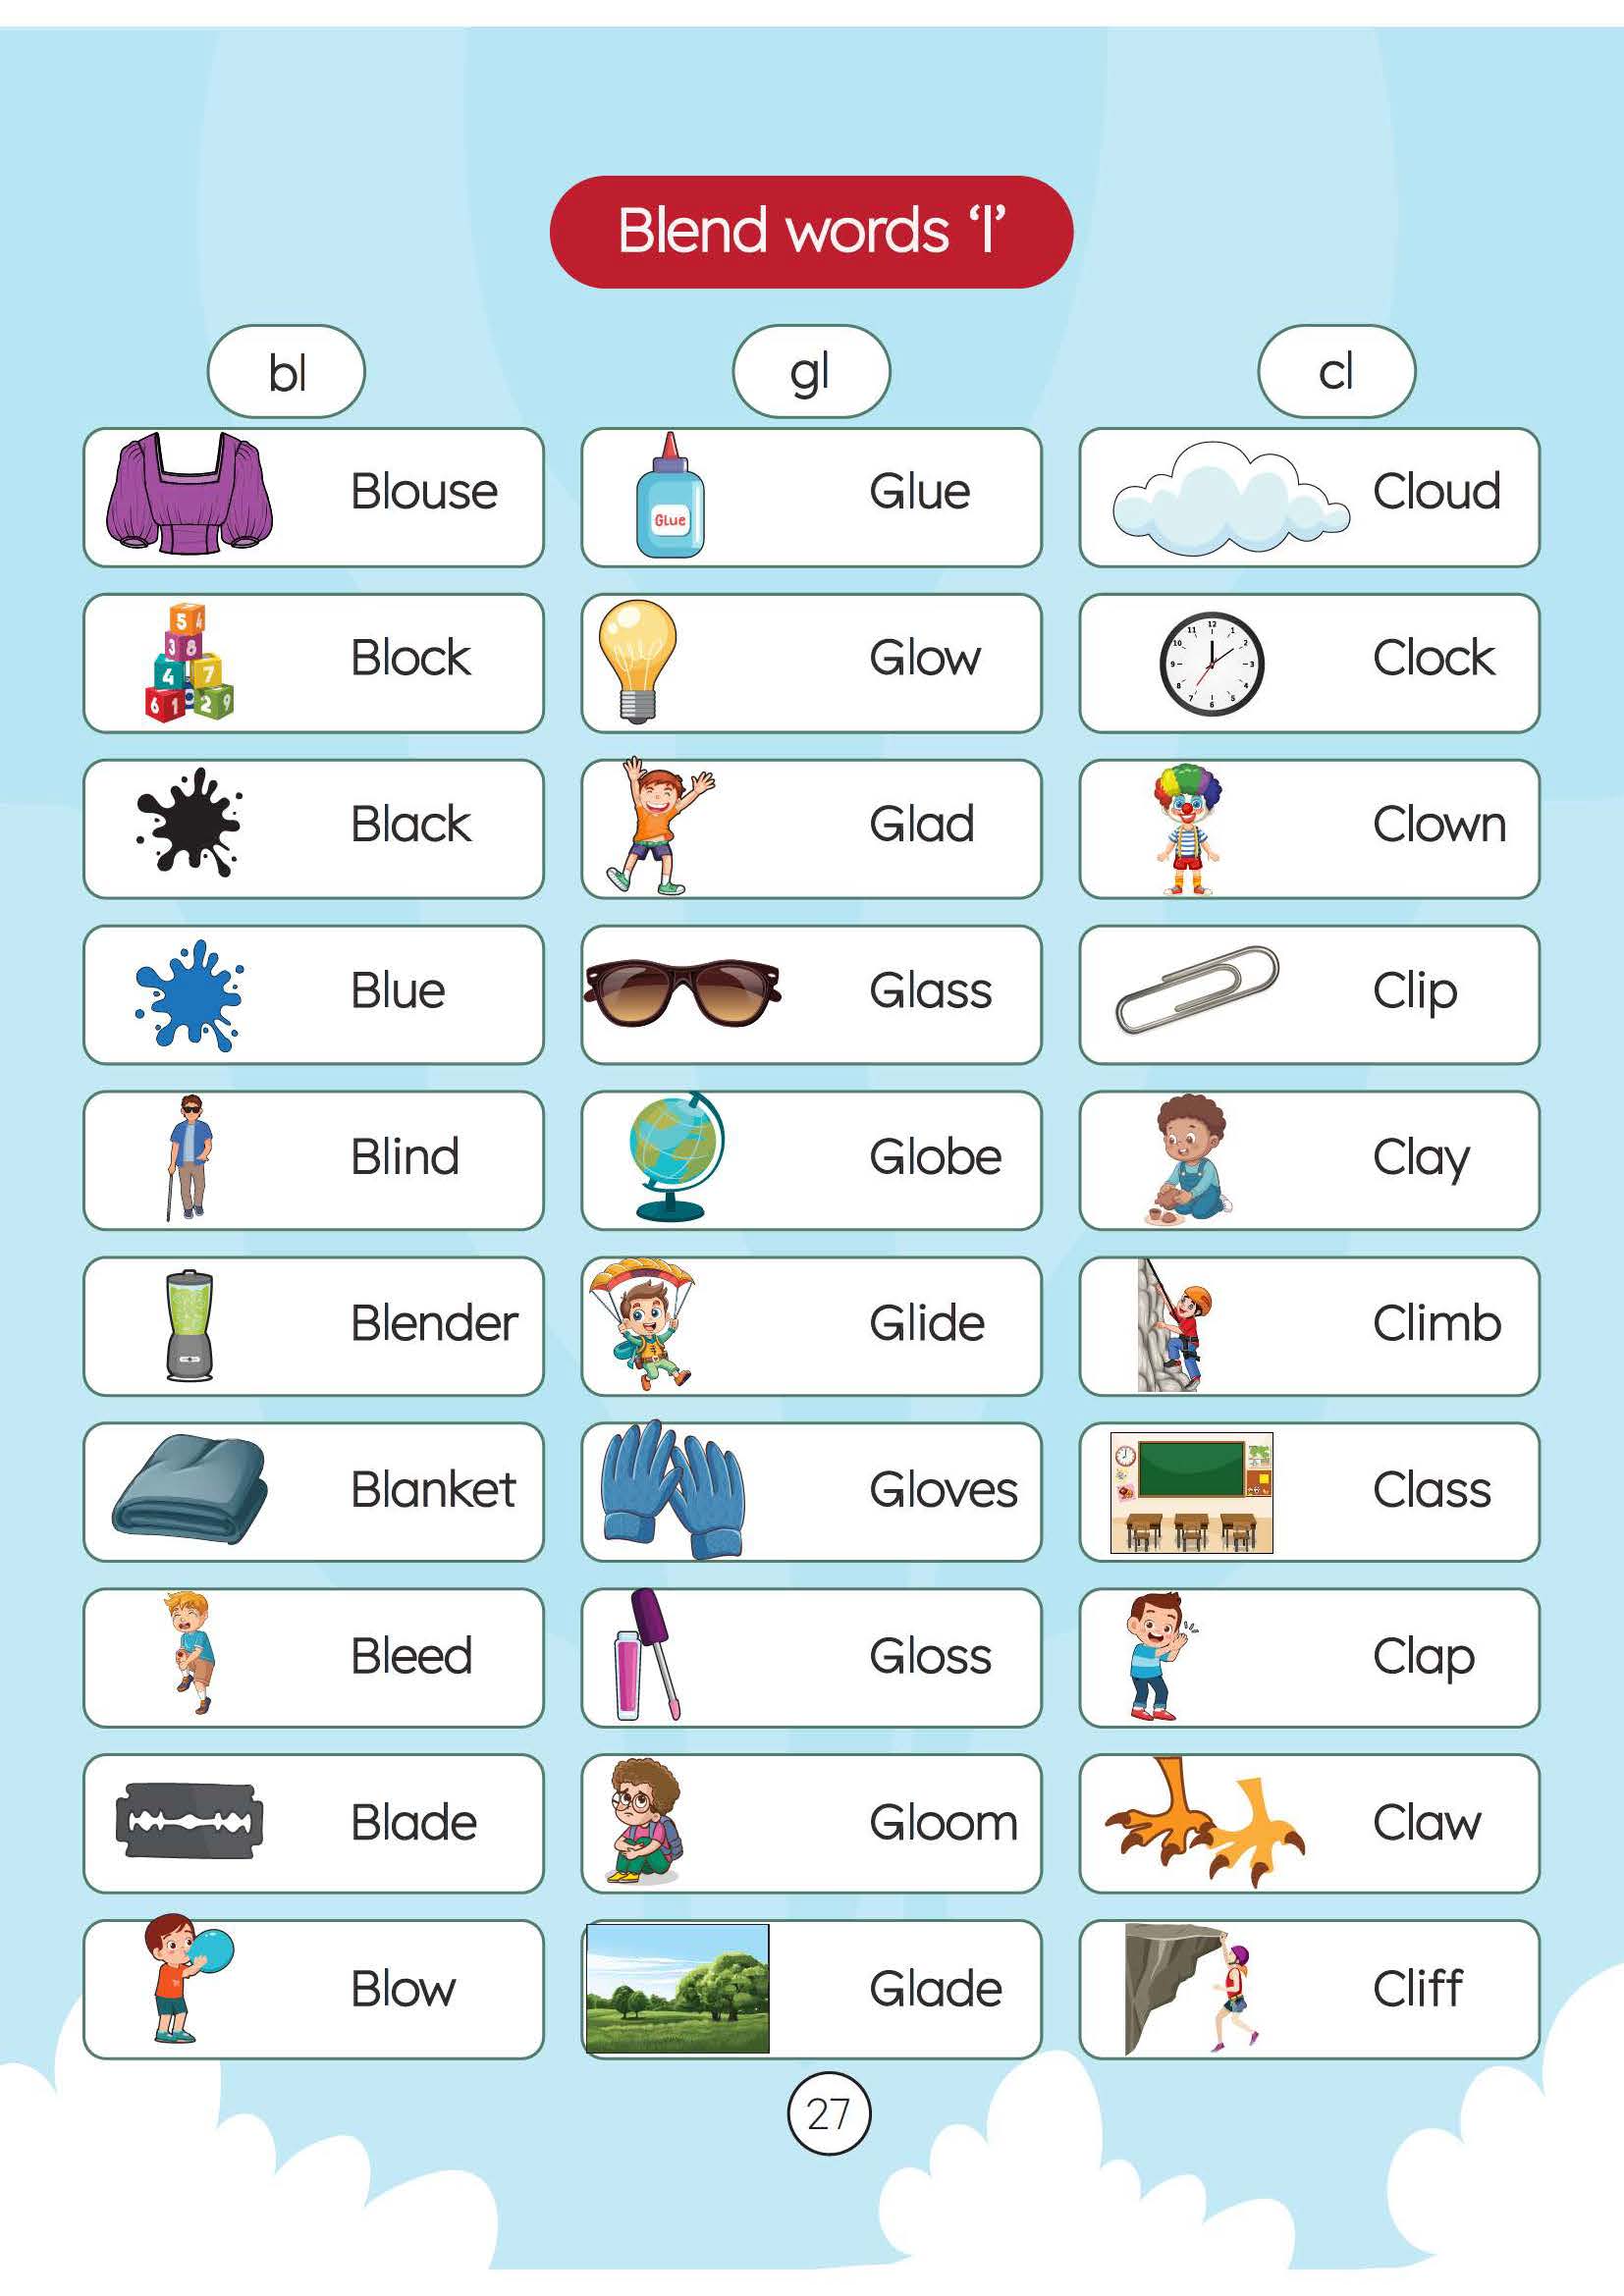 Blend words ‘l’
bl
gl
cl
Blouse
Glue
Glue
Cloud
Block
Glow
Clock
Black
Glad
Clown
Blue
Glass
Clip
Blind
Globe
Clay
Blender
Glide
Climb
Blanket
Gloves
Class
Bleed
Gloss
Clap
Blade
Gloom
Claw
Blow
Glade
Cliff
27